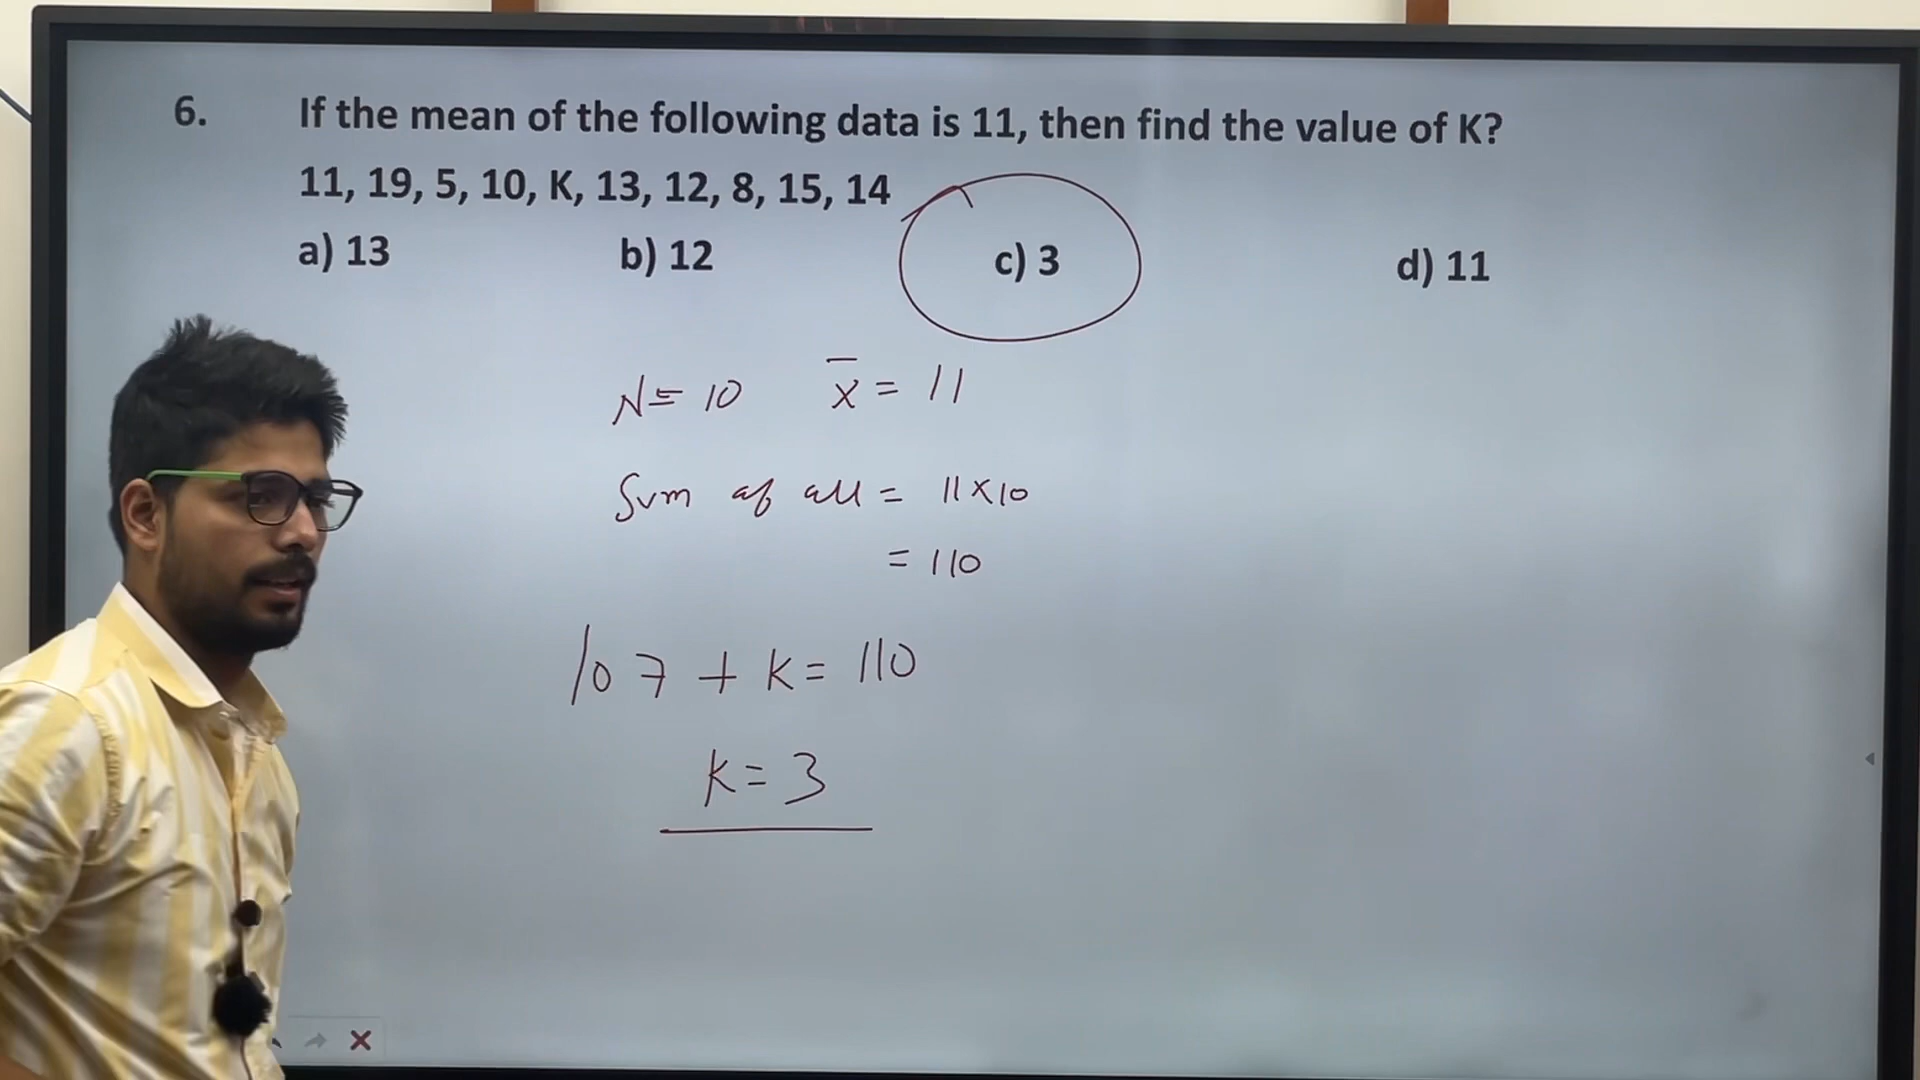 6. If the mean of the following data is 11, then find the value of K?
11, 19, 5, 10, K, 13, 12, 8, 15, 14
a) 13 b) 12 c) 3 d) 11
N = 10 x̄ = 11
Sum of all = 11 x 10
= 110
107 + k = 110
k = 3